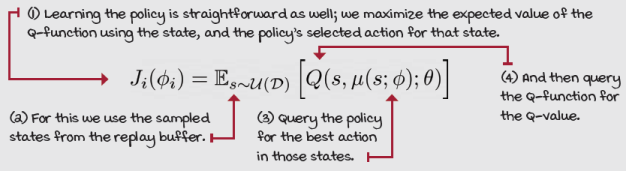 (1) Learning the policy is straightforward as well; we maximize the expected value of the
Q-function using the state, and the policy's selected action for that state.
J_i(ϕ_i) = 𝔼_{s∼𝒰(𝒟)} [Q(s, μ(s; ϕ); θ)]
(2) For this we use the sampled
states from the replay buffer.
(3) Query the policy
for the best action
in those states.
(4) And then query
the Q-function for
the Q-value.